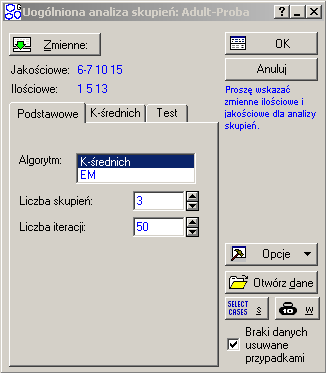 Uogólniona analiza skupień: Adult-Proba
Zmienne:
Jakościowe: 6-7 10 15
Ilościowe: 1 5 13
Podstawowe K-średnich Test
Algorytm:
K-średnich
EM
Liczba skupień: 3
Liczba iteracji: 50
OK
Anuluj
Proszę wskazać
zmienne ilościowe i
jakościowe dla analizy
skupień.
Opcje
Otwórz dane
SELECT
CASES S
W
Braki danych
usuwane
przypadkami